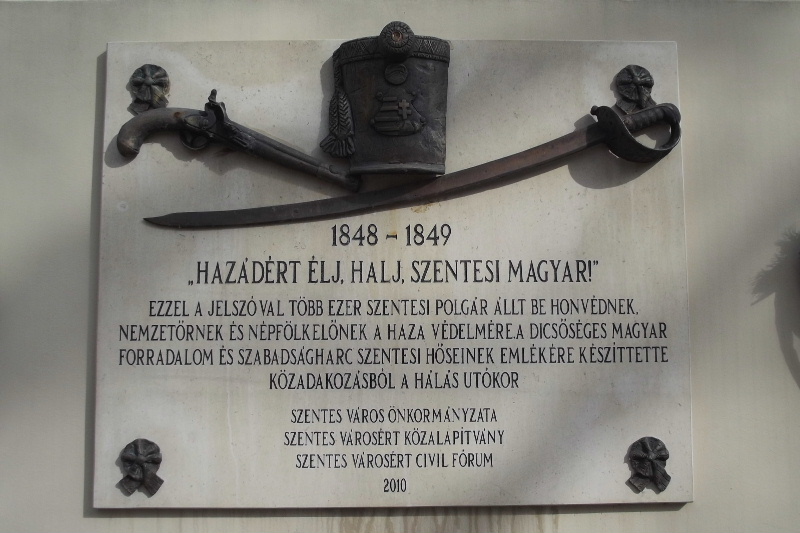 1848 - 1849
„HAZÁDÉRT ÉLJ, HALJ, SZENTESI MAGYAR!”
EZZEL A JELSZÓVAL TÖBB EZER SZENTESI POLGÁR ÁLLT BE HONVÉDNEK,
NEMZETŐRNEK ÉS NÉPFÖLKELŐNEK A HAZA VÉDELMÉRE.A DICSŐSÉGES MAGYAR
FORRADALOM ÉS SZABADSÁGHARC SZENTESI HŐSEINEK EMLÉKÉRE KÉSZÍTTETTE
KÖZADAKOZÁSBÓL A HÁLÁS UTÓKOR
SZENTES VÁROS ÖNKORMÁNYZATA
SZENTES VÁROSÉRT KÖZALAPÍTVÁNY
SZENTES VÁROSÉRT CIVIL FÓRUM
2010